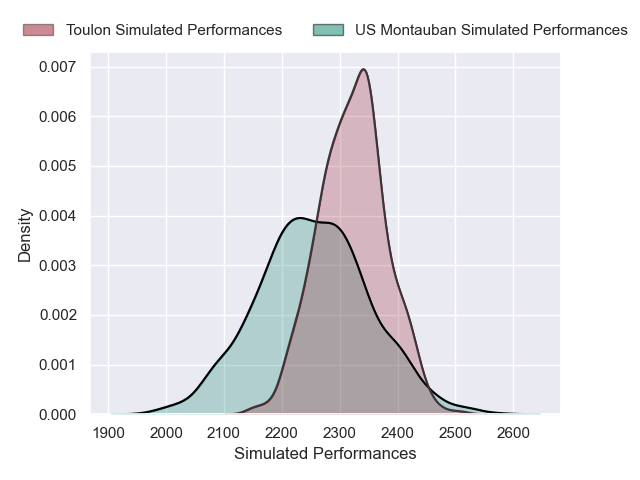 Toulon Simulated Performances US Montauban Simulated Performances
0.007
0.006
0.005
0.004
0.003
0.002
0.001
0.000
Density
1900 2000 2100 2200 2300 2400 2500 2600
Simulated Performances